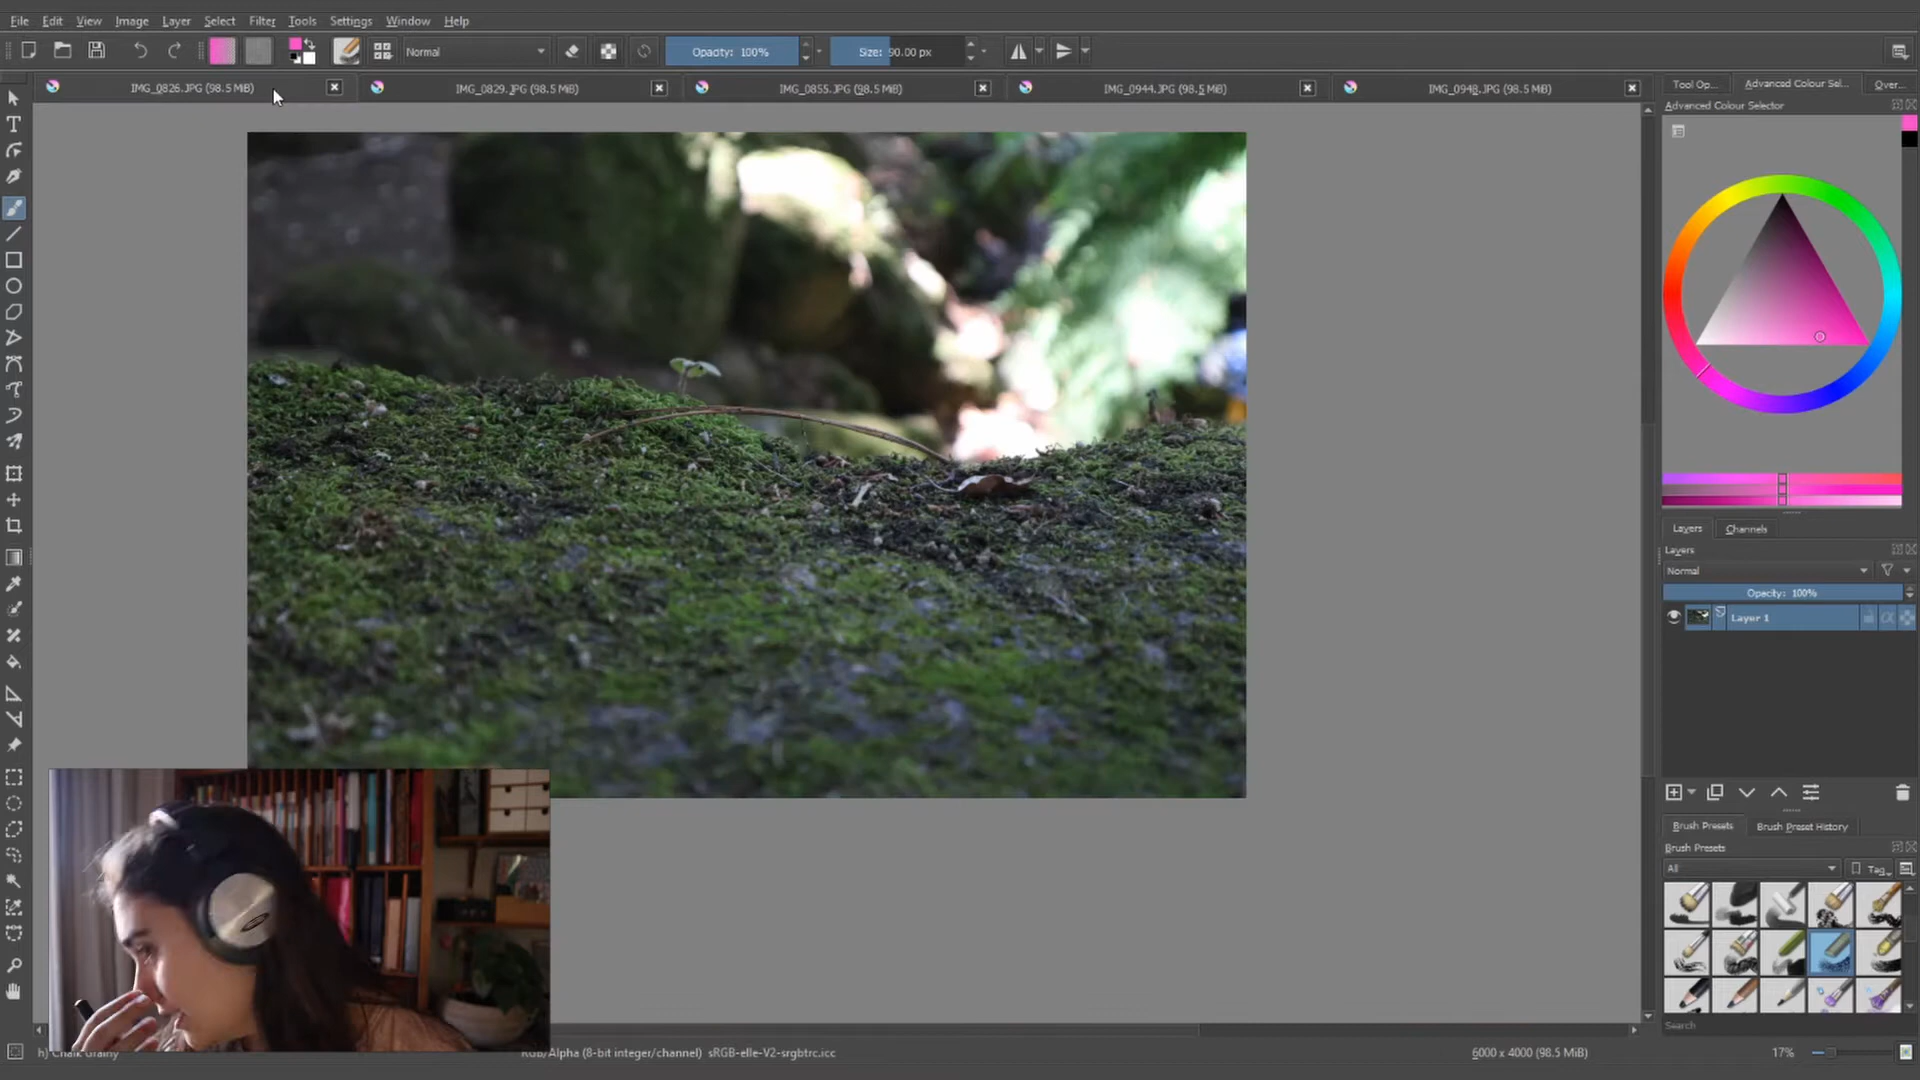 File Edit View Image Layer Select Filter Tools Settings Window Help
Normal Opacity: 100% Size: 90.00 px
IMG_0826.JPG (98.5 MiB) IMG_0829.JPG (98.5 MiB) IMG_0855.JPG (98.5 MiB) IMG_0944.JPG (98.5 MiB) IMG_0948.JPG (98.5 MiB)
Tool Op... Advanced Colour Sel... Over...
Advanced Colour Selector
Layers Channels
Layers
Normal
Opacity: 100%
Layer 1
Brush Presets Brush Preset History
Brush Presets
All Tag
Search
h) Chalk Grainy RGB/Alpha (8-bit integer/channel) sRGB-elle-V2-srgbtrc.icc 6000 x 4000 (98.5 MiB) 17%